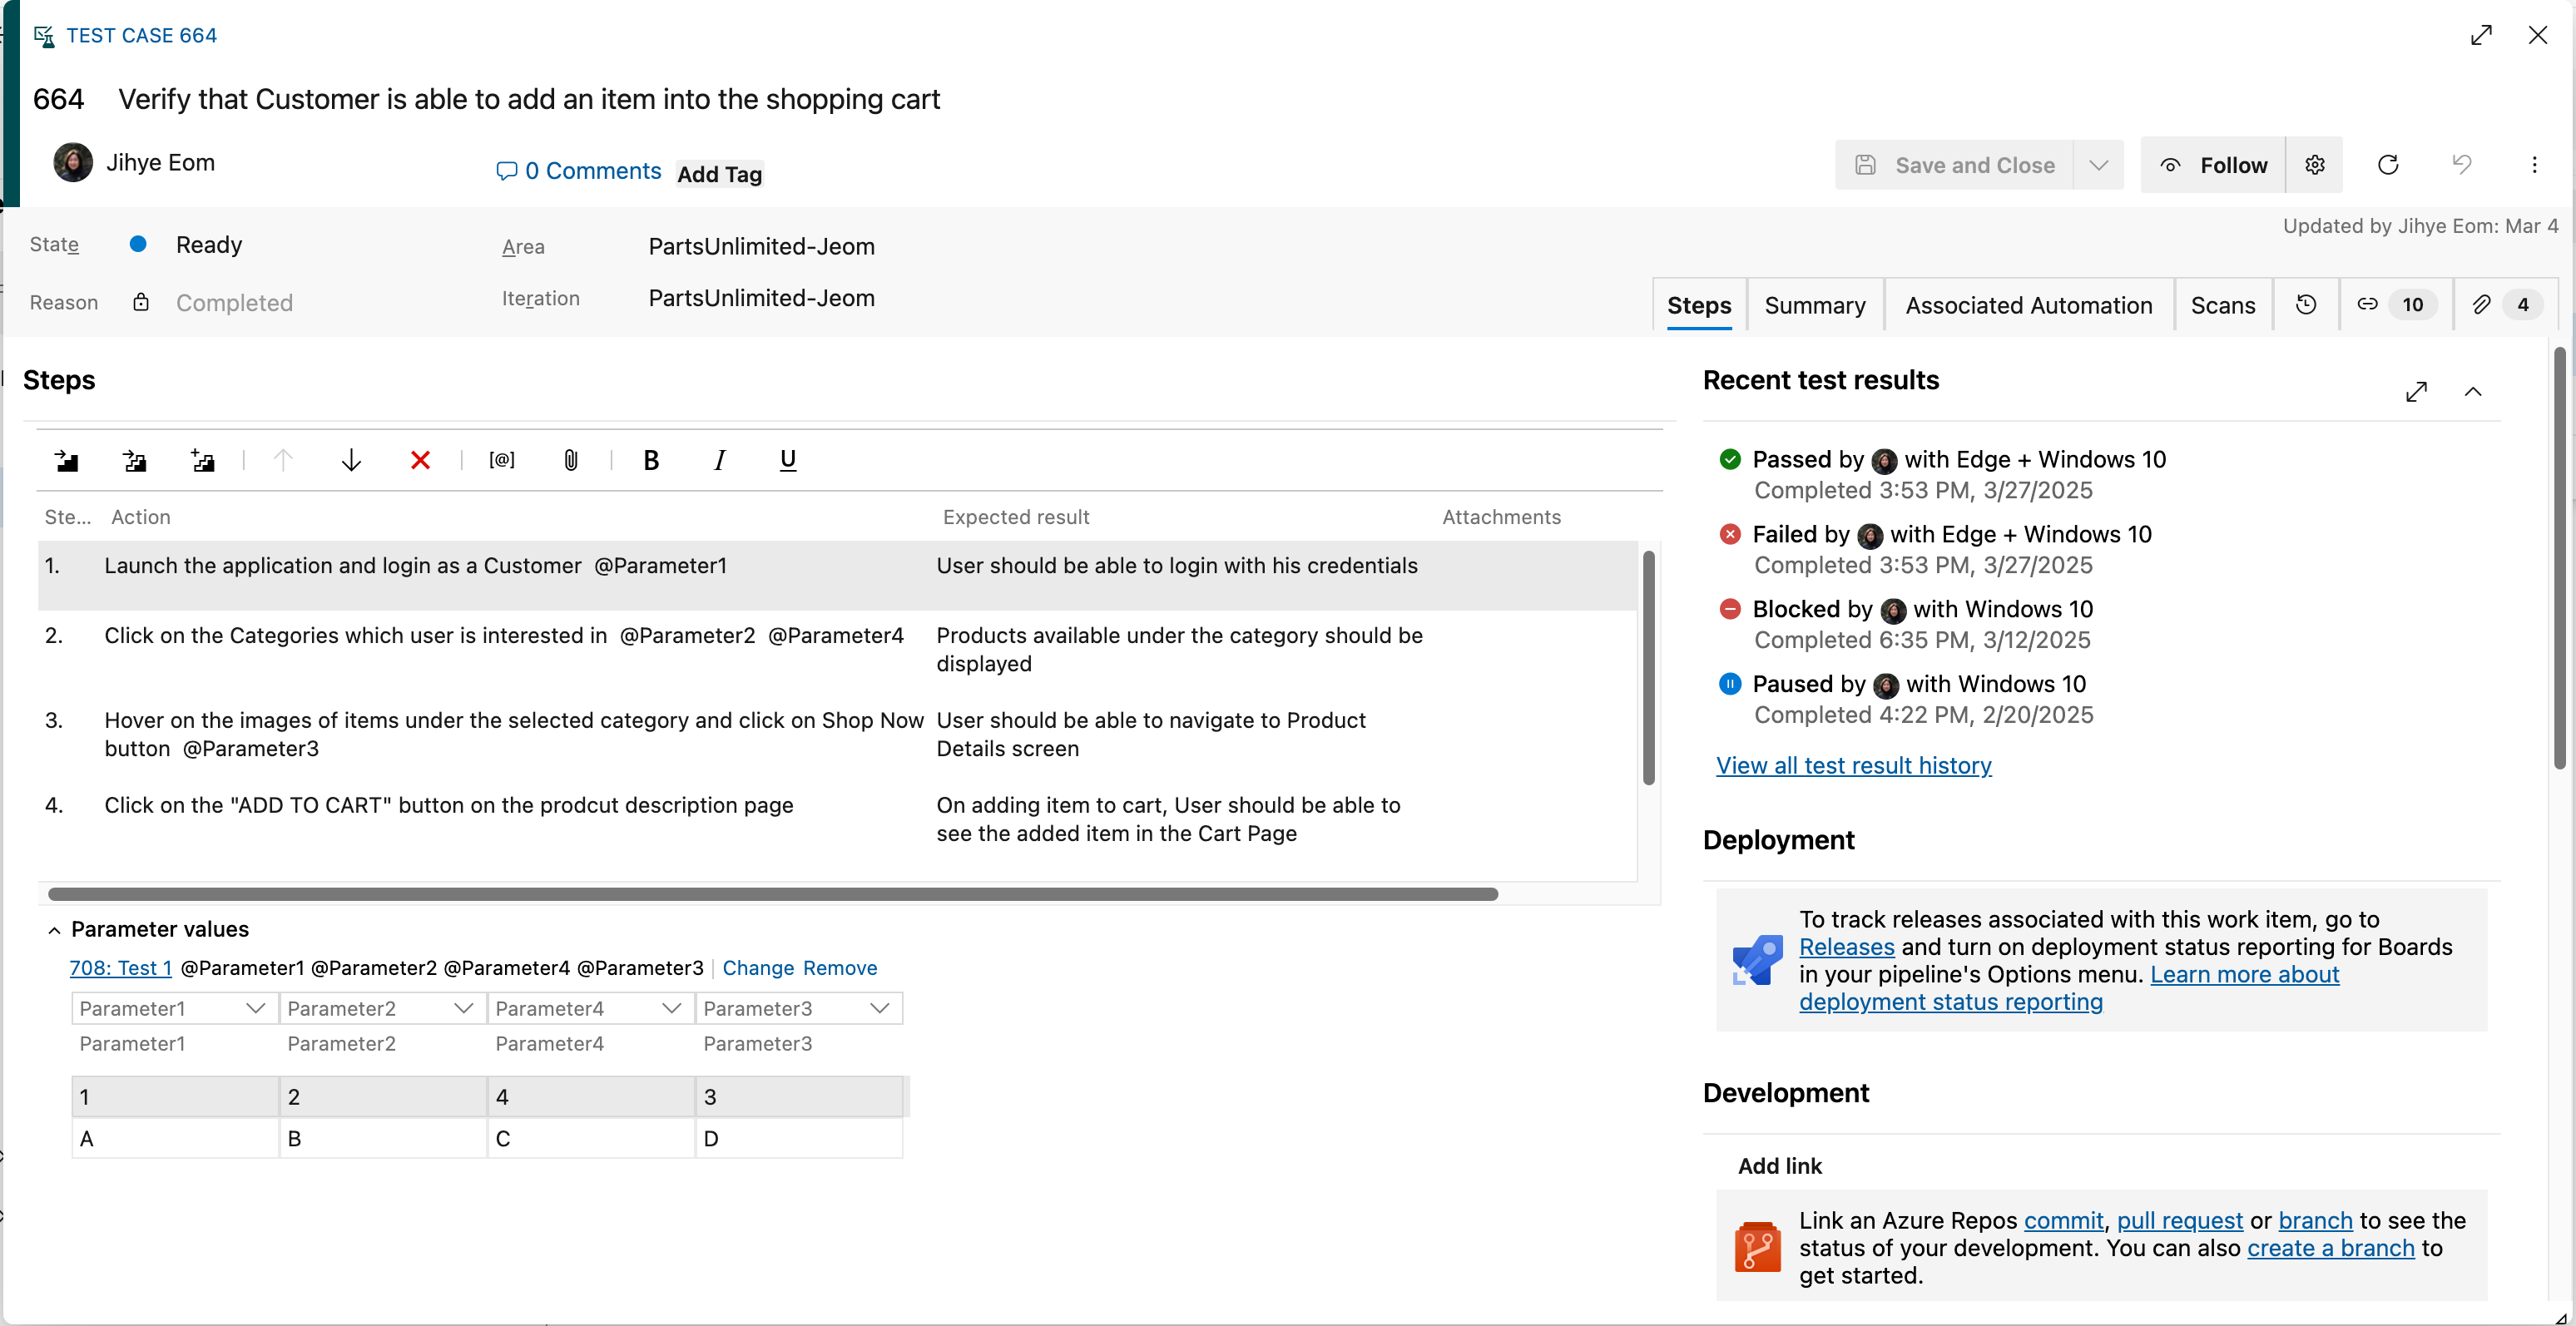 TEST CASE 664
664 Verify that Customer is able to add an item into the shopping cart
Jihye Eom
0 Comments
Add Tag
Save and Close
Follow
Updated by Jihye Eom: Mar 4
State
Ready
Area
PartsUnlimited-Jeom
Reason
Completed
Iteration
PartsUnlimited-Jeom
Steps
Summary
Associated Automation
Scans
10
4
Steps
[@]
B
I
U
Ste...
Action
Expected result
Attachments
1.
Launch the application and login as a Customer @Parameter1
User should be able to login with his credentials
2.
Click on the Categories which user is interested in @Parameter2 @Parameter4
Products available under the category should be
displayed
3.
Hover on the images of items under the selected category and click on Shop Now
button @Parameter3
User should be able to navigate to Product
Details screen
4.
Click on the "ADD TO CART" button on the prodcut description page
On adding item to cart, User should be able to
see the added item in the Cart Page
Parameter values
708: Test 1 @Parameter1 @Parameter2 @Parameter4 @Parameter3 | Change Remove
Parameter1 Parameter2 Parameter4 Parameter3
Parameter1 Parameter2 Parameter4 Parameter3
1 2 4 3
A B C D
Recent test results
Passed by with Edge + Windows 10
Completed 3:53 PM, 3/27/2025
Failed by with Edge + Windows 10
Completed 3:53 PM, 3/27/2025
Blocked by with Windows 10
Completed 6:35 PM, 3/12/2025
Paused by with Windows 10
Completed 4:22 PM, 2/20/2025
View all test result history
Deployment
To track releases associated with this work item, go to
Releases and turn on deployment status reporting for Boards
in your pipeline's Options menu. Learn more about
deployment status reporting
Development
Add link
Link an Azure Repos commit, pull request or branch to see the
status of your development. You can also create a branch to
get started.